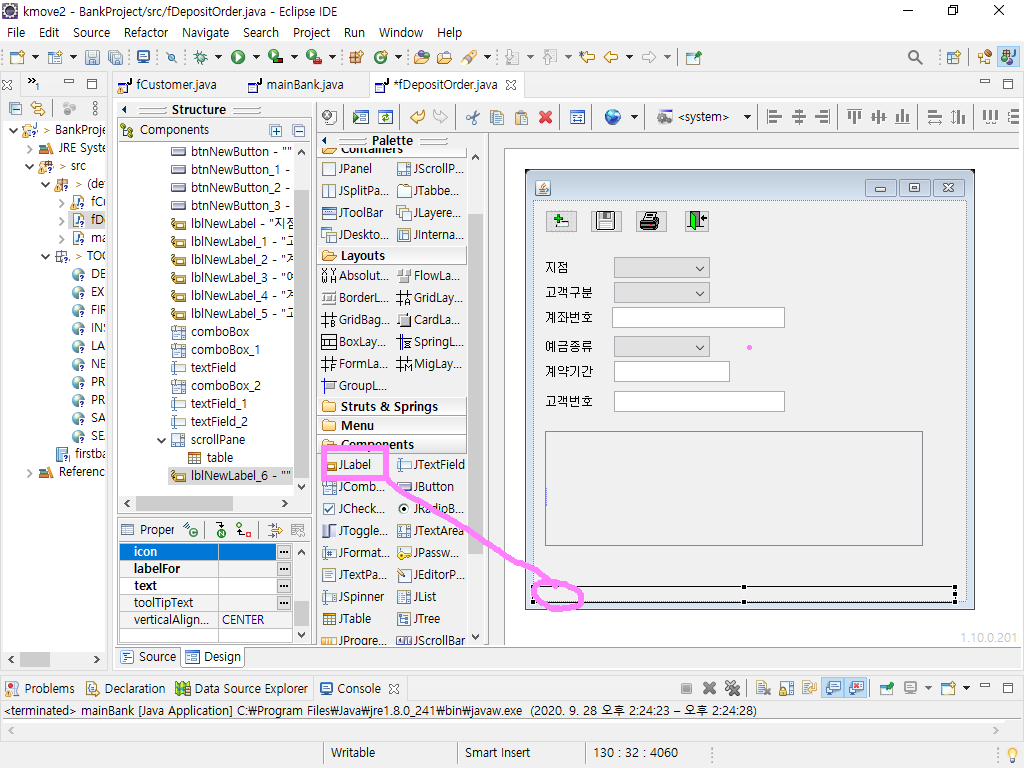 kmove2 - BankProject/src/fDepositOrder.java - Eclipse IDE
File Edit Source Refactor Navigate Search Project Run Window Help
fCustomer.java mainBank.java *fDepositOrder.java
Structure
Components
btnNewButton - ""
btnNewButton_1 -
btnNewButton_2 -
btnNewButton_3 -
lblNewLabel - "지점
lblNewLabel_1 - "고
lblNewLabel_2 - "
lblNewLabel_3 - "여
lblNewLabel_4 - "
lblNewLabel_5 - "고
comboBox
comboBox_1
textField
comboBox_2
textField_1
textField_2
scrollPane
table
lblNewLabel_6 - ""
> BankProje
JRE Syste
> src
> (de
fCu
fD
ma
> TOO
DE
EX
FIR
INS
LA
NE
PR
PR
SA
SE
firstba
Referenc
Proper
icon
labelFor
text
toolTipText
verticalAlign... CENTER
Palette
Containers
JPanel JScrollP...
JSplitPa... JTabbe...
JToolBar JLayere...
JDeskto... JInterna...
Layouts
Absolut... FlowLa...
BorderL... GridLay...
GridBag... CardLa...
BoxLay... SpringL...
FormLa... MigLay...
GroupL...
Struts & Springs
Menu
Components
JLabel JTextField
JComb... JButton
JCheck... JRadioB...
JToggle... JTextArea
JFormat... JPassw...
JTextPa... JEditorP...
JSpinner JList
JTable JTree
JProgre... JScrollBar
<system>
지점
고객구분
계좌번호
예금종류
계약기간
고객번호
1.10.0.201
Source Design
Problems Declaration Data Source Explorer Console
<terminated> mainBank [Java Application] C:₩Program Files₩Java₩jre1.8.0_241₩bin₩javaw.exe (2020. 9. 28 오후 2:24:23 – 오후 2:24:28)
Writable Smart Insert 130 : 32 : 4060